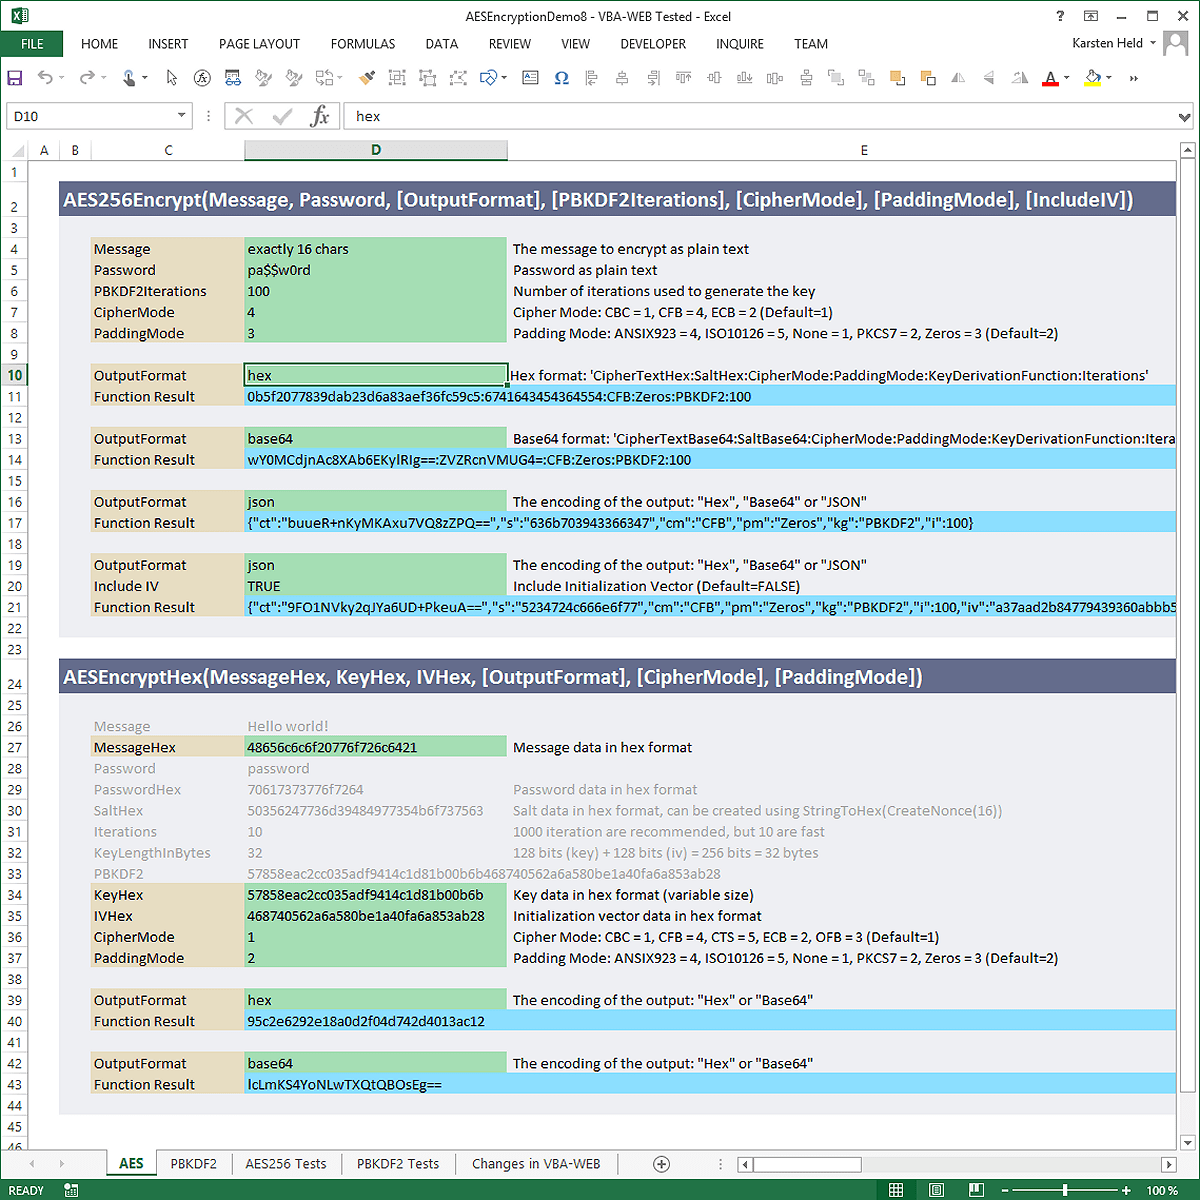 AESEncryptionDemo8 - VBA-WEB Tested - Excel
FILE HOME INSERT PAGE LAYOUT FORMULAS DATA REVIEW VIEW DEVELOPER INQUIRE TEAM Karsten Held
D10 fx hex
A B C D E
1
2 AES256Encrypt(Message, Password, [OutputFormat], [PBKDF2Iterations], [CipherMode], [PaddingMode], [IncludeIV])
3
4 Message exactly 16 chars The message to encrypt as plain text
5 Password pa$$w0rd Password as plain text
6 PBKDF2Iterations 100 Number of iterations used to generate the key
7 CipherMode 4 Cipher Mode: CBC = 1, CFB = 4, ECB = 2 (Default=1)
8 PaddingMode 3 Padding Mode: ANSIX923 = 4, ISO10126 = 5, None = 1, PKCS7 = 2, Zeros = 3 (Default=2)
9
10 OutputFormat hex Hex format: 'CipherTextHex:SaltHex:CipherMode:PaddingMode:KeyDerivationFunction:Iterations'
11 Function Result 0b5f2077839dab23d6a83aef36fc59c5:6741643454364554:CFB:Zeros:PBKDF2:100
12
13 OutputFormat base64 Base64 format: 'CipherTextBase64:SaltBase64:CipherMode:PaddingMode:KeyDerivationFunction:Itera
14 Function Result wY0MCdjnAc8XAb6EKylRIg==:ZVZRcnVMUG4=:CFB:Zeros:PBKDF2:100
15
16 OutputFormat json The encoding of the output: "Hex", "Base64" or "JSON"
17 Function Result {"ct":"buueR+nKyMKAxu7VQ8zZPQ==","s":"636b703943366347","cm":"CFB","pm":"Zeros","kg":"PBKDF2","i":100}
18
19 OutputFormat json The encoding of the output: "Hex", "Base64" or "JSON"
20 Include IV TRUE Include Initialization Vector (Default=FALSE)
21 Function Result {"ct":"9FO1NVky2qJYa6UD+PkeuA==","s":"5234724c666e6f77","cm":"CFB","pm":"Zeros","kg":"PBKDF2","i":100,"iv":"a37aad2b84779439360abbb5
22
23
24 AESEncryptHex(MessageHex, KeyHex, IVHex, [OutputFormat], [CipherMode], [PaddingMode])
25
26 Message Hello world!
27 MessageHex 48656c6c6f20776f726c6421 Message data in hex format
28 Password password
29 PasswordHex 70617373776f7264 Password data in hex format
30 SaltHex 50356247736d39484977354b6f737563 Salt data in hex format, can be created using StringToHex(CreateNonce(16))
31 Iterations 10 1000 iteration are recommended, but 10 are fast
32 KeyLengthInBytes 32 128 bits (key) + 128 bits (iv) = 256 bits = 32 bytes
33 PBKDF2 57858eac2cc035adf9414c1d81b00b6b468740562a6a580be1a40fa6a853ab28
34 KeyHex 57858eac2cc035adf9414c1d81b00b6b Key data in hex format (variable size)
35 IVHex 468740562a6a580be1a40fa6a853ab28 Initialization vector data in hex format
36 CipherMode 1 Cipher Mode: CBC = 1, CFB = 4, CTS = 5, ECB = 2, OFB = 3 (Default=1)
37 PaddingMode 2 Padding Mode: ANSIX923 = 4, ISO10126 = 5, None = 1, PKCS7 = 2, Zeros = 3 (Default=2)
38
39 OutputFormat hex The encoding of the output: "Hex" or "Base64"
40 Function Result 95c2e6292e18a0d2f04d742d4013ac12
41
42 OutputFormat base64 The encoding of the output: "Hex" or "Base64"
43 Function Result lcLmKS4YoNLwTXQtQBOsEg==
44
45
46
AES PBKDF2 AES256 Tests PBKDF2 Tests Changes in VBA-WEB
READY 100 %